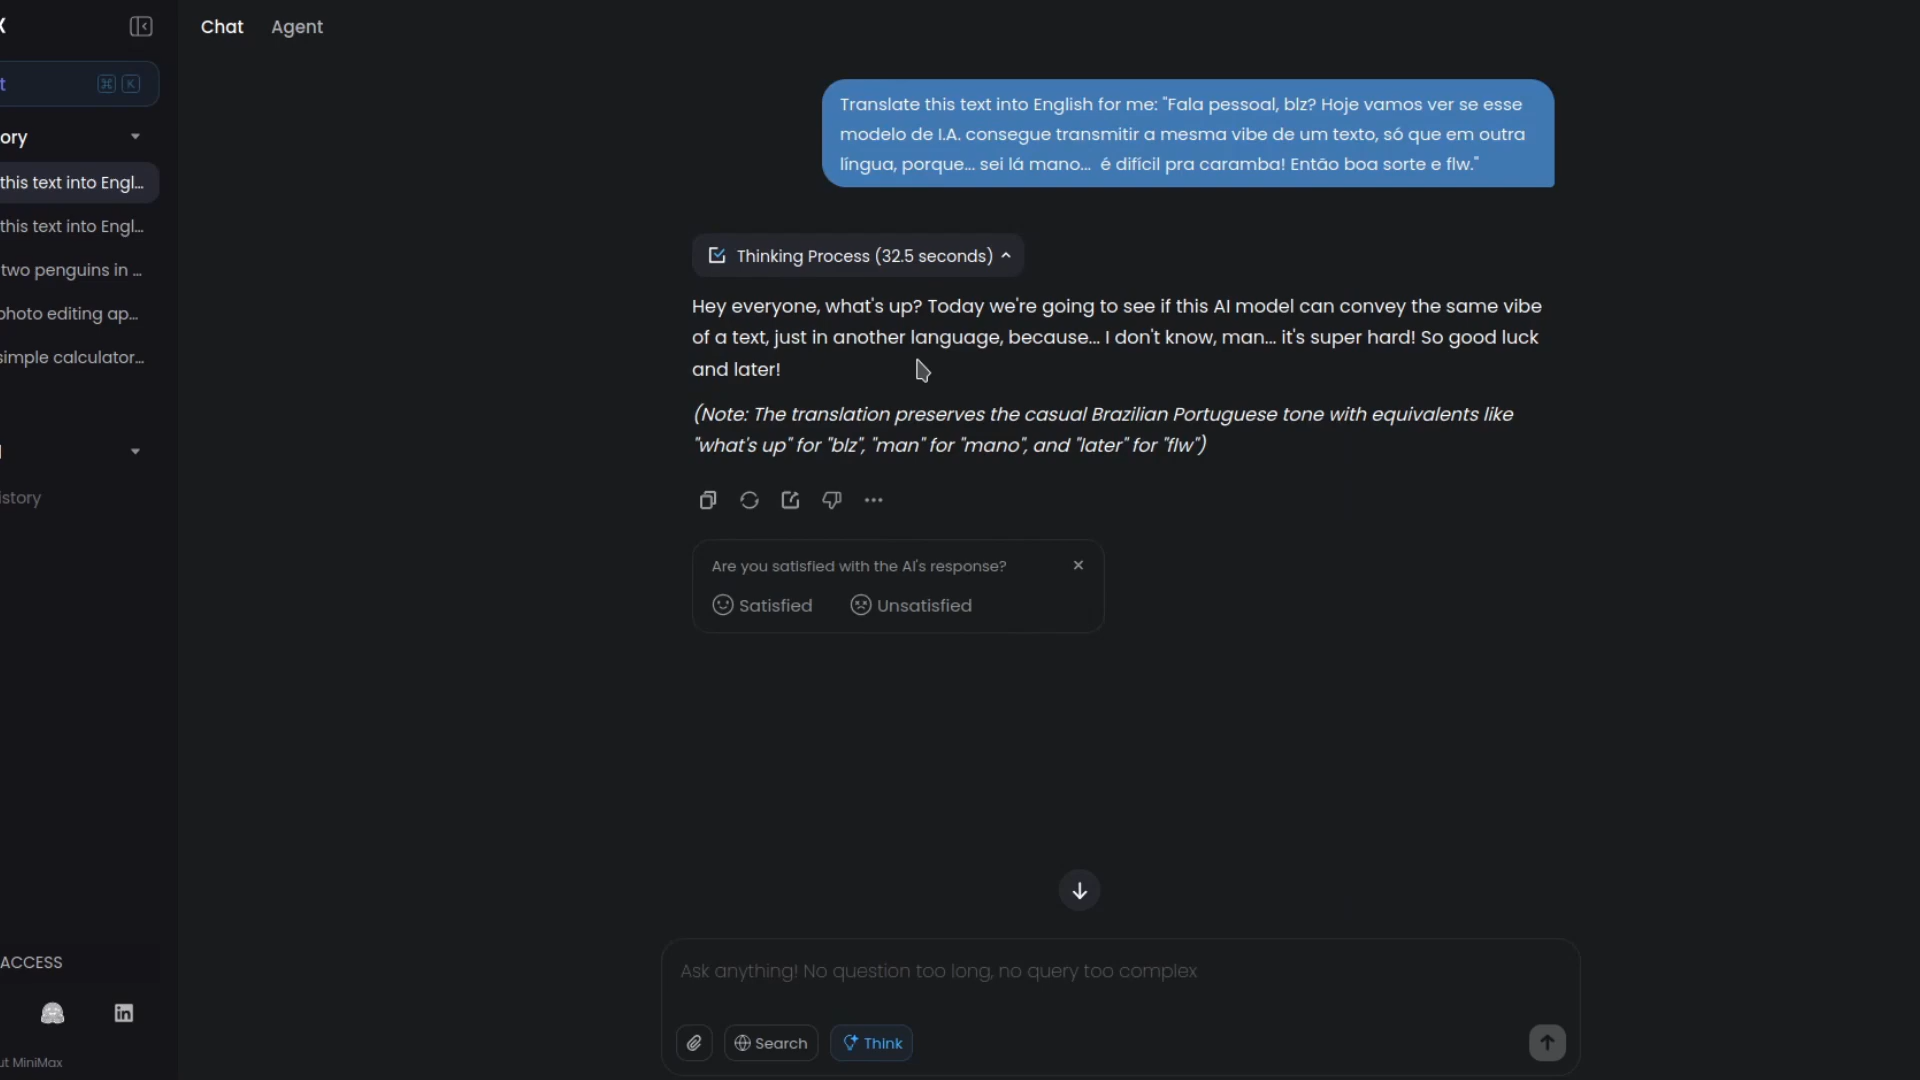 Chat Agent
K
ory
this text into Engl...
this text into Engl...
two penguins in ...
photo editing ap...
simple calculator...
istory
ACCESS
ut MiniMax
Translate this text into English for me: "Fala pessoal, blz? Hoje vamos ver se esse
modelo de I.A. consegue transmitir a mesma vibe de um texto, só que em outra
língua, porque... sei lá mano...  é difícil pra caramba! Então boa sorte e flw."
Thinking Process (32.5 seconds)
Hey everyone, what's up? Today we're going to see if this AI model can convey the same vibe
of a text, just in another language, because... I don't know, man... it's super hard! So good luck
and later!
(Note: The translation preserves the casual Brazilian Portuguese tone with equivalents like
"what's up" for "blz", "man" for "mano", and "later" for "flw")
Are you satisfied with the AI's response?
Satisfied Unsatisfied
Ask anything! No question too long, no query too complex
Search Think